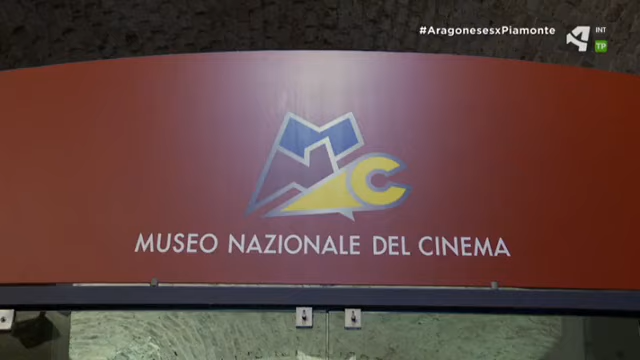 #AragonesesxPiamonte
INT
TP
MC
MUSEO NAZIONALE DEL CINEMA